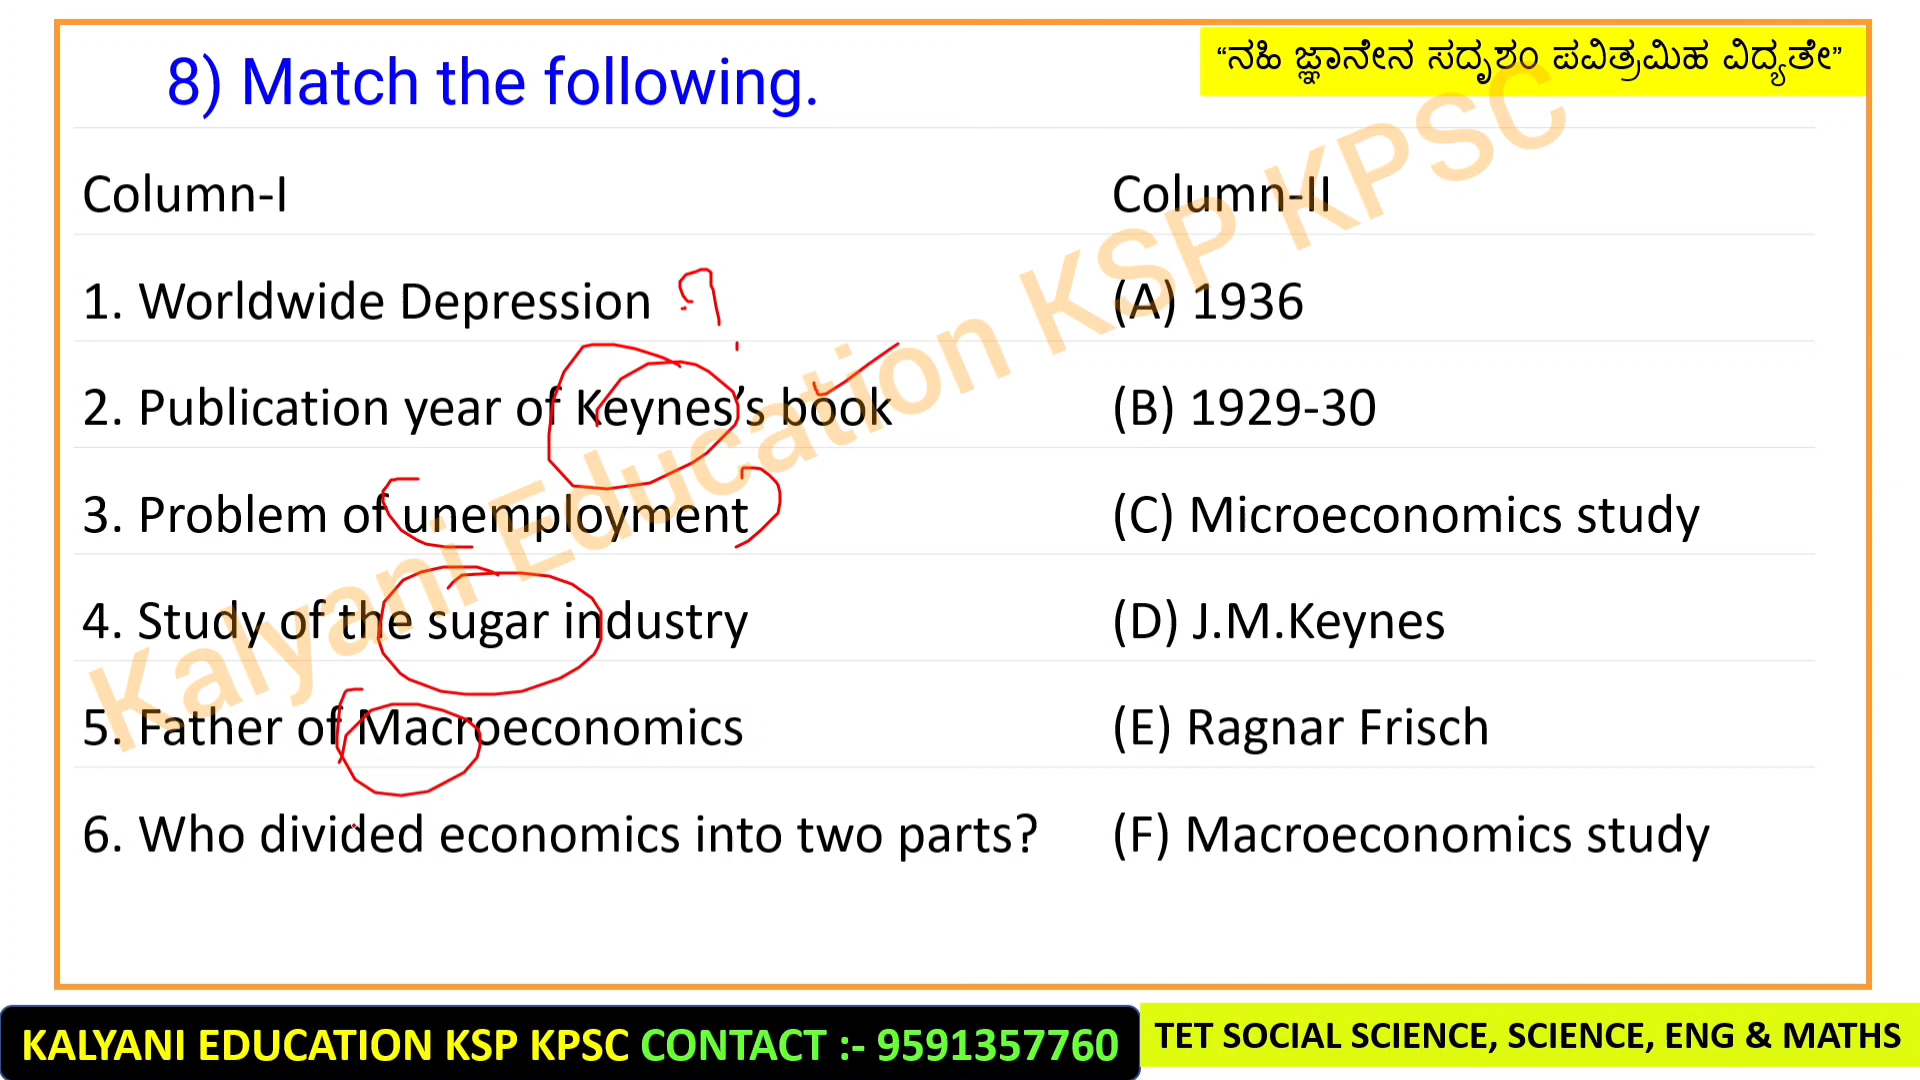 8) Match the following.
“ನಹಿ ಜ್ಞಾನೇನ ಸದೃಶಂ ಪವಿತ್ರಮಿಹ ವಿದ್ಯತೇ”
Column-I Column-II
1. Worldwide Depression (A) 1936
2. Publication year of Keynes’s book (B) 1929-30
3. Problem of unemployment (C) Microeconomics study
4. Study of the sugar industry (D) J.M.Keynes
5. Father of Macroeconomics (E) Ragnar Frisch
6. Who divided economics into two parts? (F) Macroeconomics study
Kalyani Education KSP KPSC
KALYANI EDUCATION KSP KPSC CONTACT :- 9591357760
TET SOCIAL SCIENCE, SCIENCE, ENG & MATHS